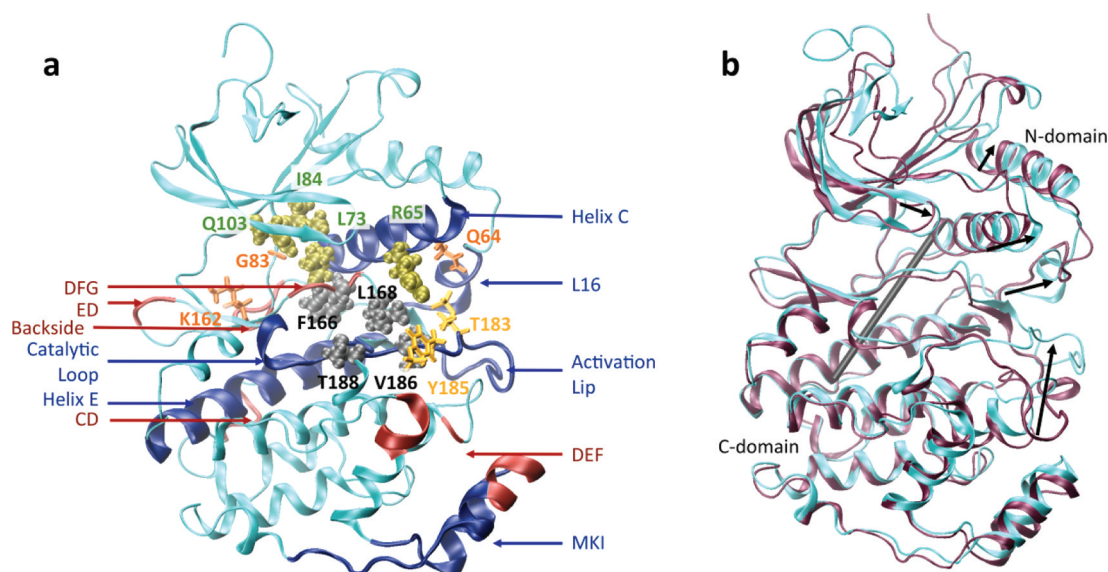 a
b
I84
Q103
L73
R65
Q64
G83
Helix C
DFG
ED
Backside
K162
L168
F166
L16
T183
Catalytic
Loop
Helix E
CD
T188
V186
Y185
Activation
Lip
DEF
MKI
N-domain
C-domain